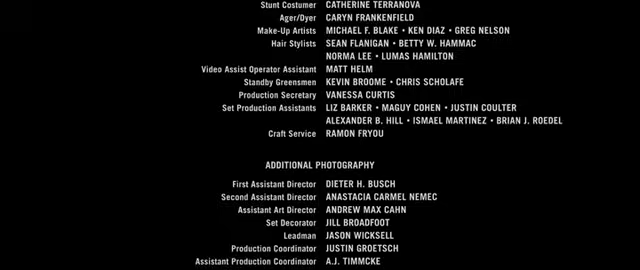 Stunt Costumer CATHERINE TERRANOVA
Ager/Dyer CARYN FRANKENFIELD
Make-Up Artists MICHAEL F. BLAKE • KEN DIAZ • GREG NELSON
Hair Stylists SEAN FLANIGAN • BETTY W. HAMMAC
NORMA LEE • LUMAS HAMILTON
Video Assist Operator Assistant MATT HELM
Standby Greensmen KEVIN BROOME • CHRIS SCHOLAFE
Production Secretary VANESSA CURTIS
Set Production Assistants LIZ BARKER • MAGUY COHEN • JUSTIN COULTER
ALEXANDER B. HILL • ISMAEL MARTINEZ • BRIAN J. ROEDEL
Craft Service RAMON FRYOU
ADDITIONAL PHOTOGRAPHY
First Assistant Director DIETER H. BUSCH
Second Assistant Director ANASTACIA CARMEL NEMEC
Assistant Art Director ANDREW MAX CAHN
Set Decorator JILL BROADFOOT
Leadman JASON WICKSELL
Production Coordinator JUSTIN GROETSCH
Assistant Production Coordinator A.J. TIMMCKE